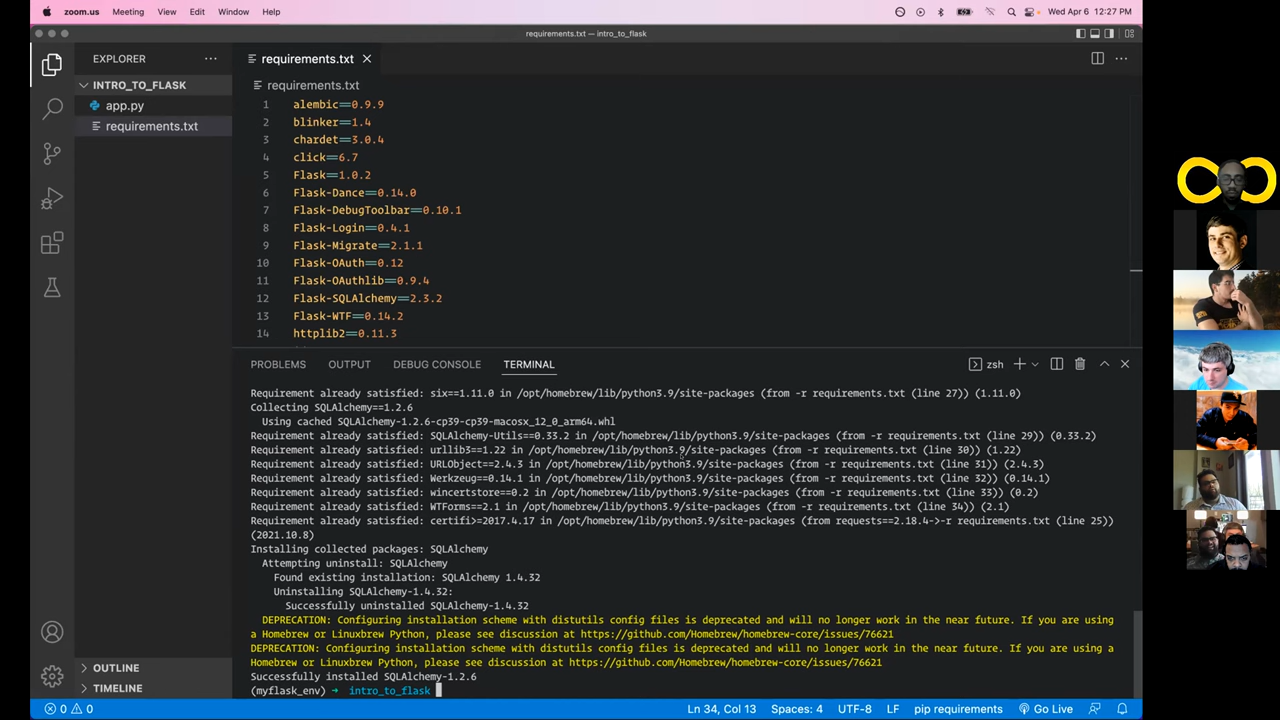 zoom.us Meeting View Edit Window Help Wed Apr 6 12:27 PM
requirements.txt — intro_to_flask
EXPLORER
requirements.txt
INTRO_TO_FLASK
requirements.txt
app.py
requirements.txt
1 alembic==0.9.9
2 blinker==1.4
3 chardet==3.0.4
4 click==6.7
5 Flask==1.0.2
6 Flask-Dance==0.14.0
7 Flask-DebugToolbar==0.10.1
8 Flask-Login==0.4.1
9 Flask-Migrate==2.1.1
10 Flask-OAuth==0.12
11 Flask-OAuthlib==0.9.4
12 Flask-SQLAlchemy==2.3.2
13 Flask-WTF==0.14.2
14 httplib2==0.11.3
PROBLEMS OUTPUT DEBUG CONSOLE TERMINAL zsh
Requirement already satisfied: six==1.11.0 in /opt/homebrew/lib/python3.9/site-packages (from -r requirements.txt (line 27)) (1.11.0)
Collecting SQLAlchemy==1.2.6
Using cached SQLAlchemy-1.2.6-cp39-cp39-macosx_12_0_arm64.whl
Requirement already satisfied: SQLAlchemy-Utils==0.33.2 in /opt/homebrew/lib/python3.9/site-packages (from -r requirements.txt (line 29)) (0.33.2)
Requirement already satisfied: urllib3==1.22 in /opt/homebrew/lib/python3.9/site-packages (from -r requirements.txt (line 30)) (1.22)
Requirement already satisfied: URLObject==2.4.3 in /opt/homebrew/lib/python3.9/site-packages (from -r requirements.txt (line 31)) (2.4.3)
Requirement already satisfied: Werkzeug==0.14.1 in /opt/homebrew/lib/python3.9/site-packages (from -r requirements.txt (line 32)) (0.14.1)
Requirement already satisfied: wincertstore==0.2 in /opt/homebrew/lib/python3.9/site-packages (from -r requirements.txt (line 33)) (0.2)
Requirement already satisfied: WTForms==2.1 in /opt/homebrew/lib/python3.9/site-packages (from -r requirements.txt (line 34)) (2.1)
Requirement already satisfied: certifi>=2017.4.17 in /opt/homebrew/lib/python3.9/site-packages (from requests==2.18.4->-r requirements.txt (line 25))
(2021.10.8)
Installing collected packages: SQLAlchemy
Attempting uninstall: SQLAlchemy
Found existing installation: SQLAlchemy 1.4.32
Uninstalling SQLAlchemy-1.4.32:
Successfully uninstalled SQLAlchemy-1.4.32
DEPRECATION: Configuring installation scheme with distutils config files is deprecated and will no longer work in the near future. If you are using
a Homebrew or Linuxbrew Python, please see discussion at https://github.com/Homebrew/homebrew-core/issues/76621
DEPRECATION: Configuring installation scheme with distutils config files is deprecated and will no longer work in the near future. If you are using a
Homebrew or Linuxbrew Python, please see discussion at https://github.com/Homebrew/homebrew-core/issues/76621
Successfully installed SQLAlchemy-1.2.6
(myflask_env) → intro_to_flask
OUTLINE
TIMELINE
0 0 Ln 34, Col 13 Spaces: 4 UTF-8 LF pip requirements Go Live